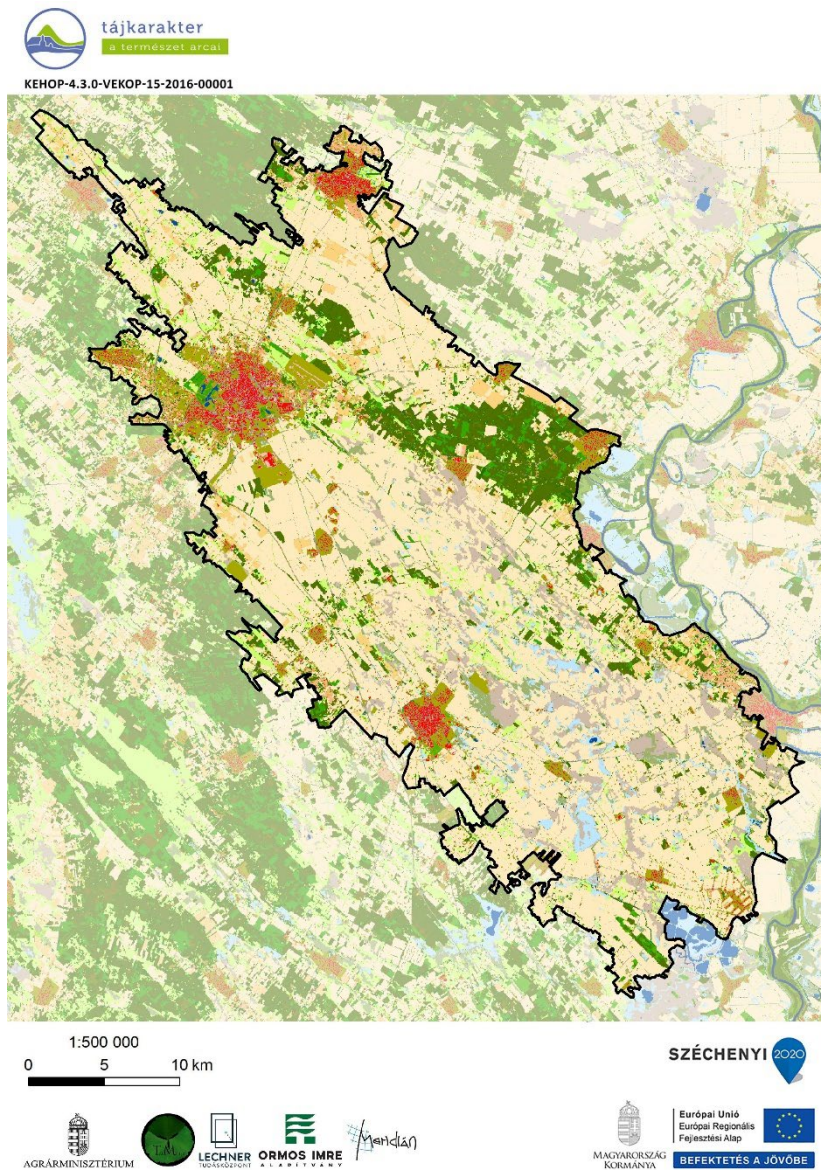 tájkarakter
a természet arcai
KEHOP-4.3.0-VEKOP-15-2016-00001
1:500 000
0 5 10 km
SZÉCHENYI 2020
AGRÁRMINISZTÉRIUM
LECHNER
TUDÁSKÖZPONT
ORMOS IMRE
ALAPÍTVÁNY
Meridián
MAGYARORSZÁG
KORMÁNYA
Európai Unió
Európai Regionális
Fejlesztési Alap
BEFEKTETÉS A JÖVŐBE